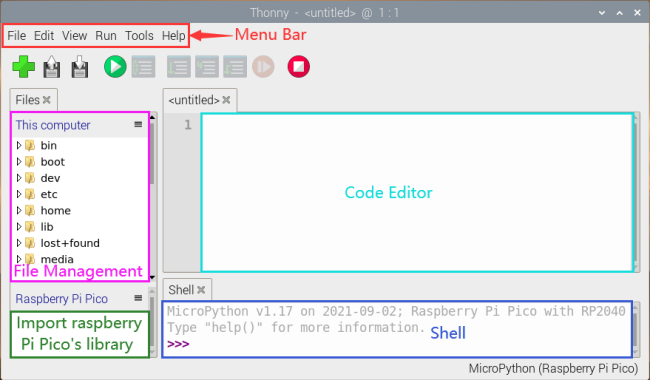 Thonny - <untitled> @ 1 : 1
File Edit View Run Tools Help
Menu Bar
Files
<untitled>
This computer
bin
boot
dev
etc
home
lib
lost+found
media
File Management
1
Code Editor
Raspberry Pi Pico
Import raspberry
Pi Pico's library
Shell
MicroPython v1.17 on 2021-09-02; Raspberry Pi Pico with RP2040
Type "help()" for more information.
>>>
Shell
MicroPython (Raspberry Pi Pico)